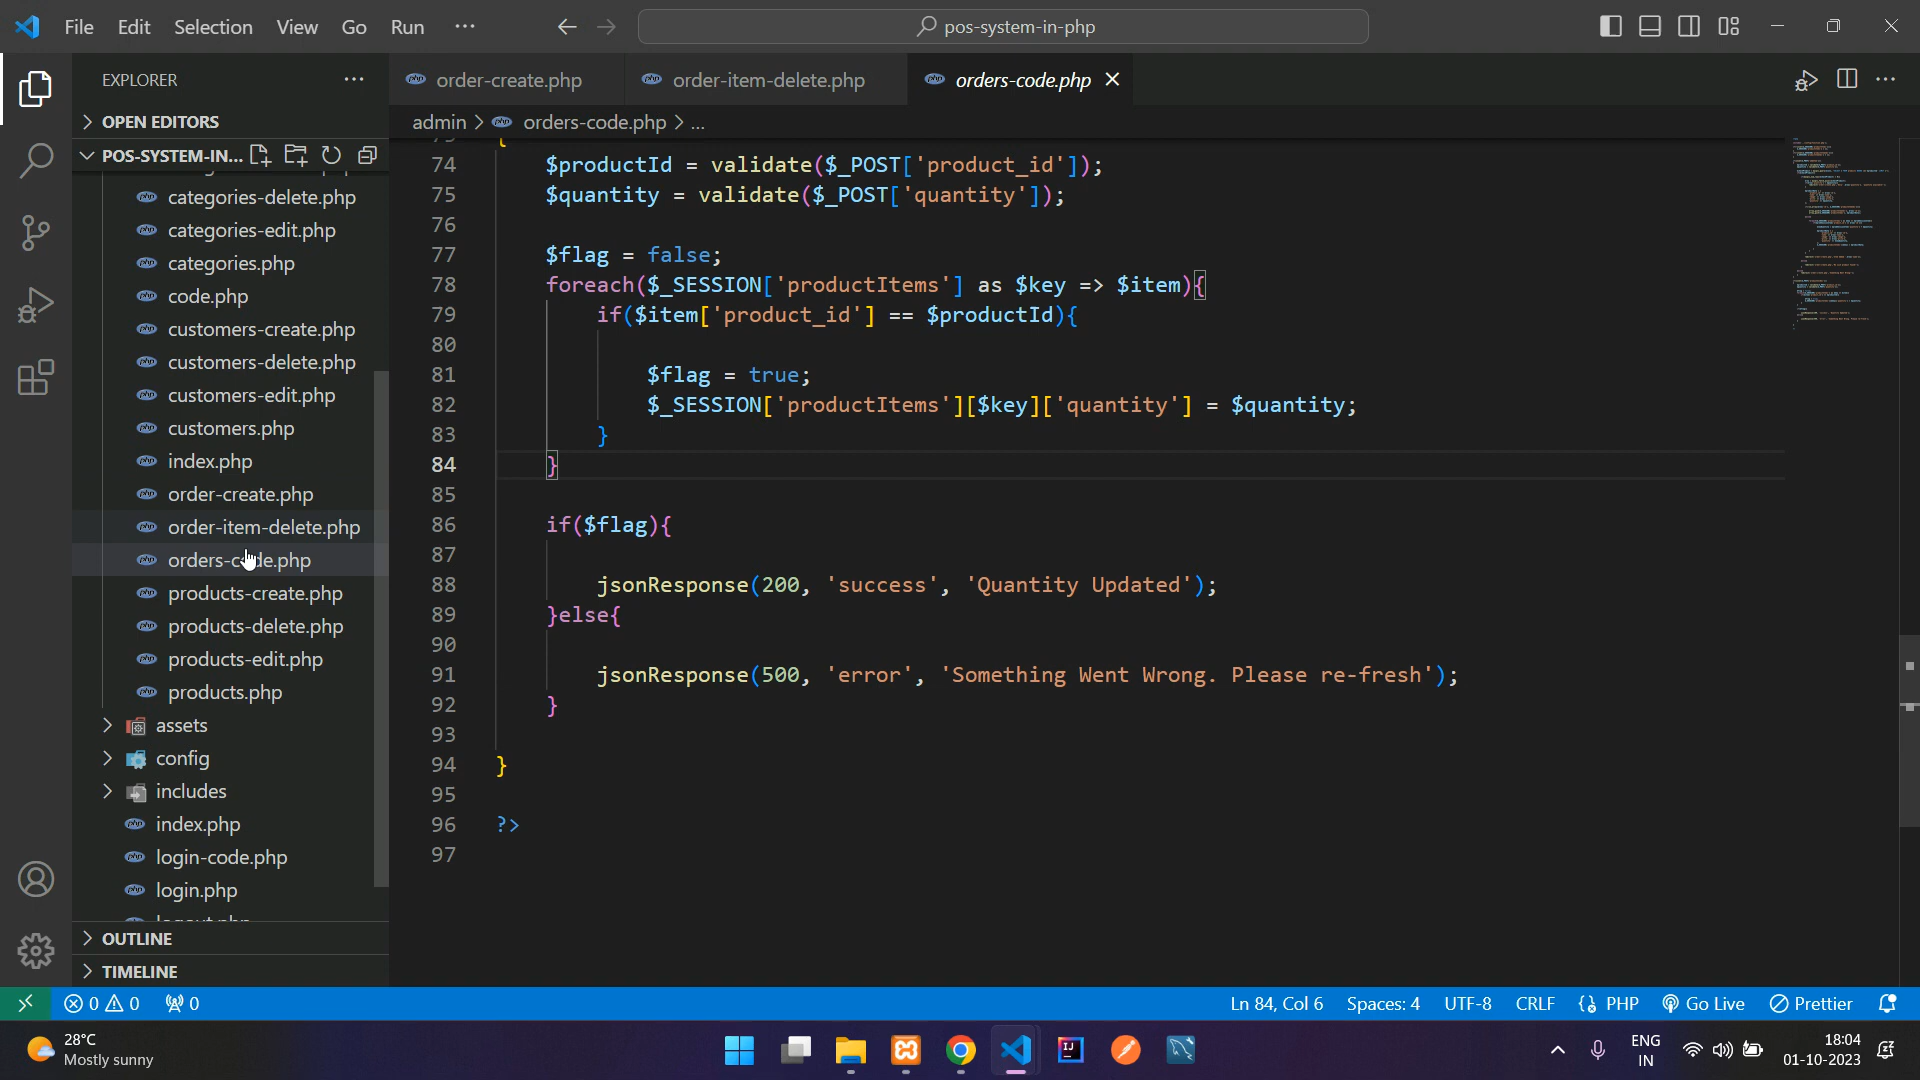 File Edit Selection View Go Run ···
pos-system-in-php
EXPLORER
OPEN EDITORS
POS-SYSTEM-IN...
categories-delete.php
categories-edit.php
categories.php
code.php
customers-create.php
customers-delete.php
customers-edit.php
customers.php
index.php
order-create.php
order-item-delete.php
orders-code.php
products-create.php
products-delete.php
products-edit.php
products.php
assets
config
includes
index.php
login-code.php
login.php
OUTLINE
TIMELINE
order-create.php order-item-delete.php orders-code.php
admin > orders-code.php > ...
74 $productId = validate($_POST['product_id']);
75 $quantity = validate($_POST['quantity']);
76
77 $flag = false;
78 foreach($_SESSION['productItems'] as $key => $item){
79 if($item['product_id'] == $productId){
80
81 $flag = true;
82 $_SESSION['productItems'][$key]['quantity'] = $quantity;
83 }
84 }
85
86 if($flag){
87
88 jsonResponse(200, 'success', 'Quantity Updated');
89 }else{
90
91 jsonResponse(500, 'error', 'Something Went Wrong. Please re-fresh');
92 }
93
94 }
95
96 ?>
97
0 0 0 Ln 84, Col 6 Spaces: 4 UTF-8 CRLF PHP Go Live Prettier
28°C
Mostly sunny
ENG
IN
18:04
01-10-2023